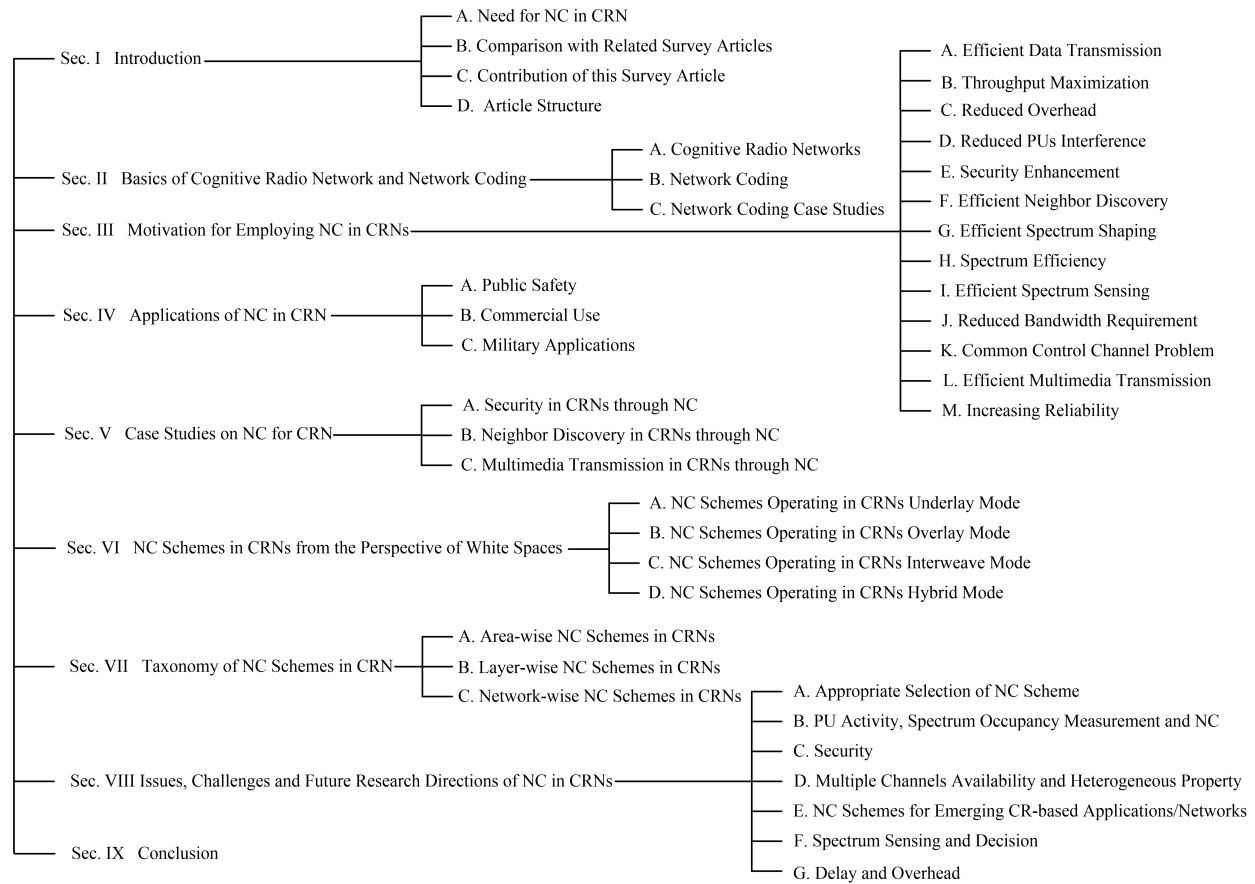 Sec. I Introduction
A. Need for NC in CRN
B. Comparison with Related Survey Articles
C. Contribution of this Survey Article
D. Article Structure
Sec. II Basics of Cognitive Radio Network and Network Coding
A. Cognitive Radio Networks
B. Network Coding
C. Network Coding Case Studies
Sec. III Motivation for Employing NC in CRNs
A. Efficient Data Transmission
B. Throughput Maximization
C. Reduced Overhead
D. Reduced PUs Interference
E. Security Enhancement
F. Efficient Neighbor Discovery
G. Efficient Spectrum Shaping
H. Spectrum Efficiency
I. Efficient Spectrum Sensing
J. Reduced Bandwidth Requirement
K. Common Control Channel Problem
L. Efficient Multimedia Transmission
M. Increasing Reliability
Sec. IV Applications of NC in CRN
A. Public Safety
B. Commercial Use
C. Military Applications
Sec. V Case Studies on NC for CRN
A. Security in CRNs through NC
B. Neighbor Discovery in CRNs through NC
C. Multimedia Transmission in CRNs through NC
Sec. VI NC Schemes in CRNs from the Perspective of White Spaces
A. NC Schemes Operating in CRNs Underlay Mode
B. NC Schemes Operating in CRNs Overlay Mode
C. NC Schemes Operating in CRNs Interweave Mode
D. NC Schemes Operating in CRNs Hybrid Mode
Sec. VII Taxonomy of NC Schemes in CRN
A. Area-wise NC Schemes in CRNs
B. Layer-wise NC Schemes in CRNs
C. Network-wise NC Schemes in CRNs
Sec. VIII Issues, Challenges and Future Research Directions of NC in CRNs
A. Appropriate Selection of NC Scheme
B. PU Activity, Spectrum Occupancy Measurement and NC
C. Security
D. Multiple Channels Availability and Heterogeneous Property
E. NC Schemes for Emerging CR-based Applications/Networks
F. Spectrum Sensing and Decision
G. Delay and Overhead
Sec. IX Conclusion